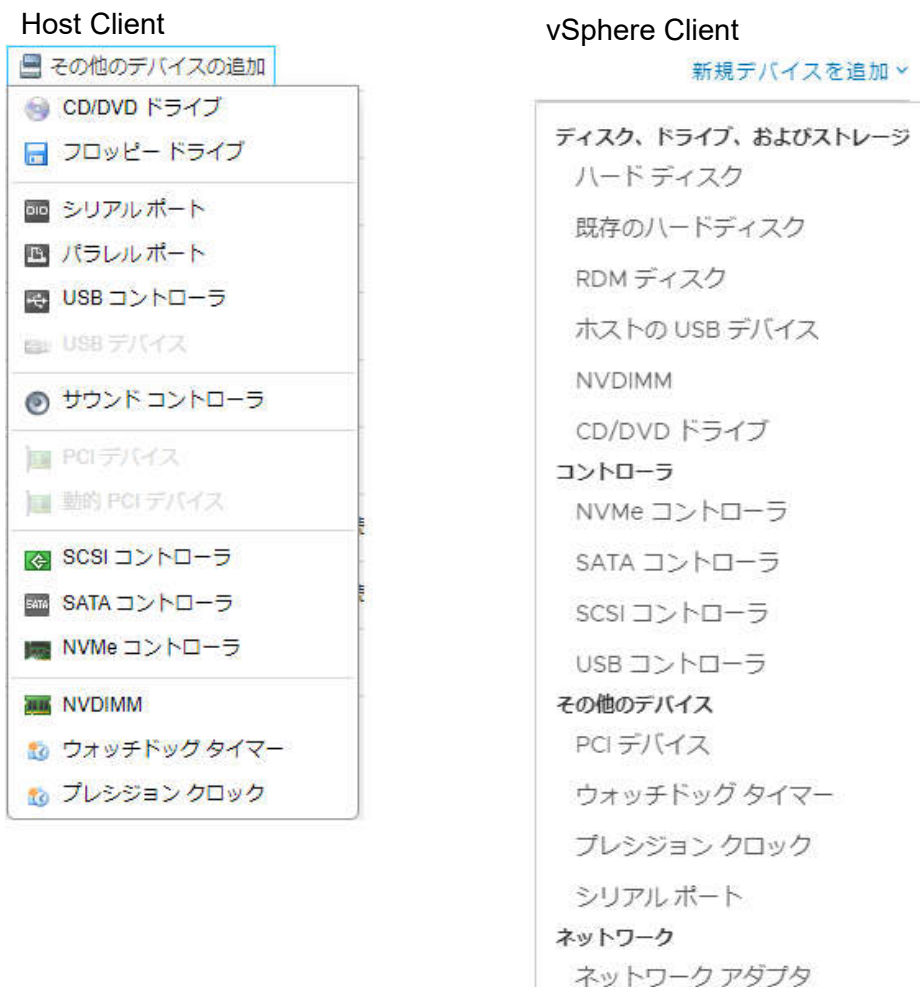 Host Client
その他のデバイスの追加
CD/DVD ドライブ
フロッピー ドライブ
シリアル ポート
パラレル ポート
USB コントローラ
USB デバイス
サウンド コントローラ
PCI デバイス
動的 PCI デバイス
SCSI コントローラ
SATA コントローラ
NVMe コントローラ
NVDIMM
ウォッチドッグ タイマー
プレシジョン クロック
vSphere Client
新規デバイスを追加
ディスク、ドライブ、およびストレージ
ハード ディスク
既存のハードディスク
RDM ディスク
ホストの USB デバイス
NVDIMM
CD/DVD ドライブ
コントローラ
NVMe コントローラ
SATA コントローラ
SCSI コントローラ
USB コントローラ
その他のデバイス
PCI デバイス
ウォッチドッグ タイマー
プレシジョン クロック
シリアル ポート
ネットワーク
ネットワーク アダプタ